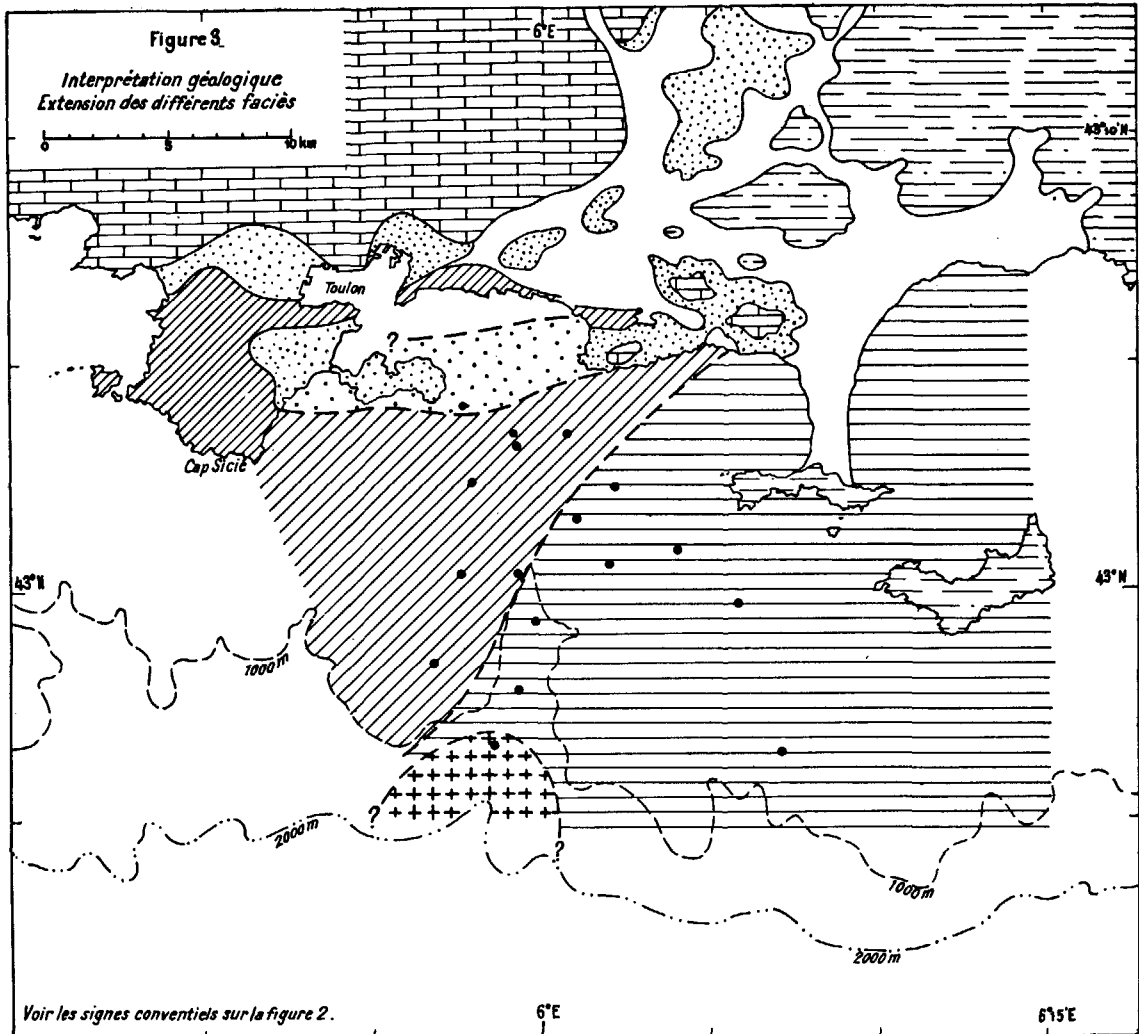 Figure 3
6°E
Interprétation géologique
Extension des différents faciès
0 5 10 km
43°10'N
Toulon
?
Cap Sicié
43°N
43°N
1000 m
?
2000 m
?
1000 m
2000 m
Voir les signes conventiels sur la figure 2.
6°E
6°15'E